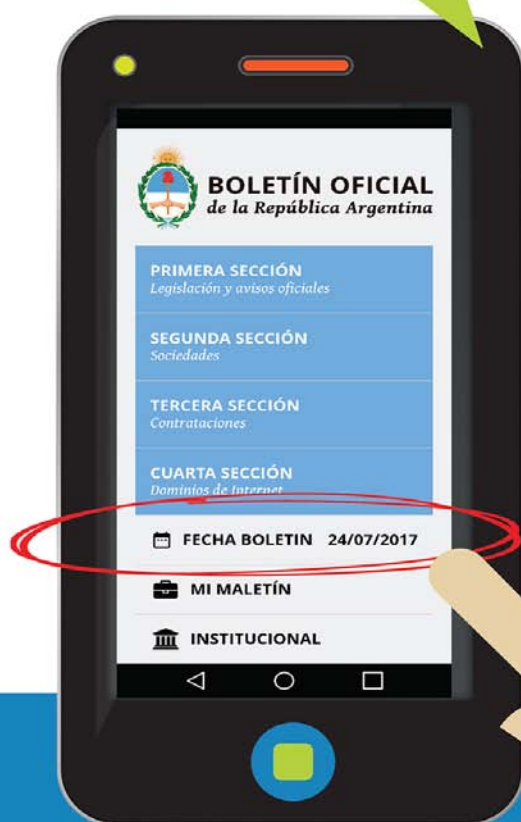 BOLETÍN OFICIAL
de la República Argentina
PRIMERA SECCIÓN
Legislación y avisos oficiales
SEGUNDA SECCIÓN
Sociedades
TERCERA SECCIÓN
Contrataciones
CUARTA SECCIÓN
Dominios de Internet
FECHA BOLETIN 24/07/2017
MI MALETÍN
INSTITUCIONAL